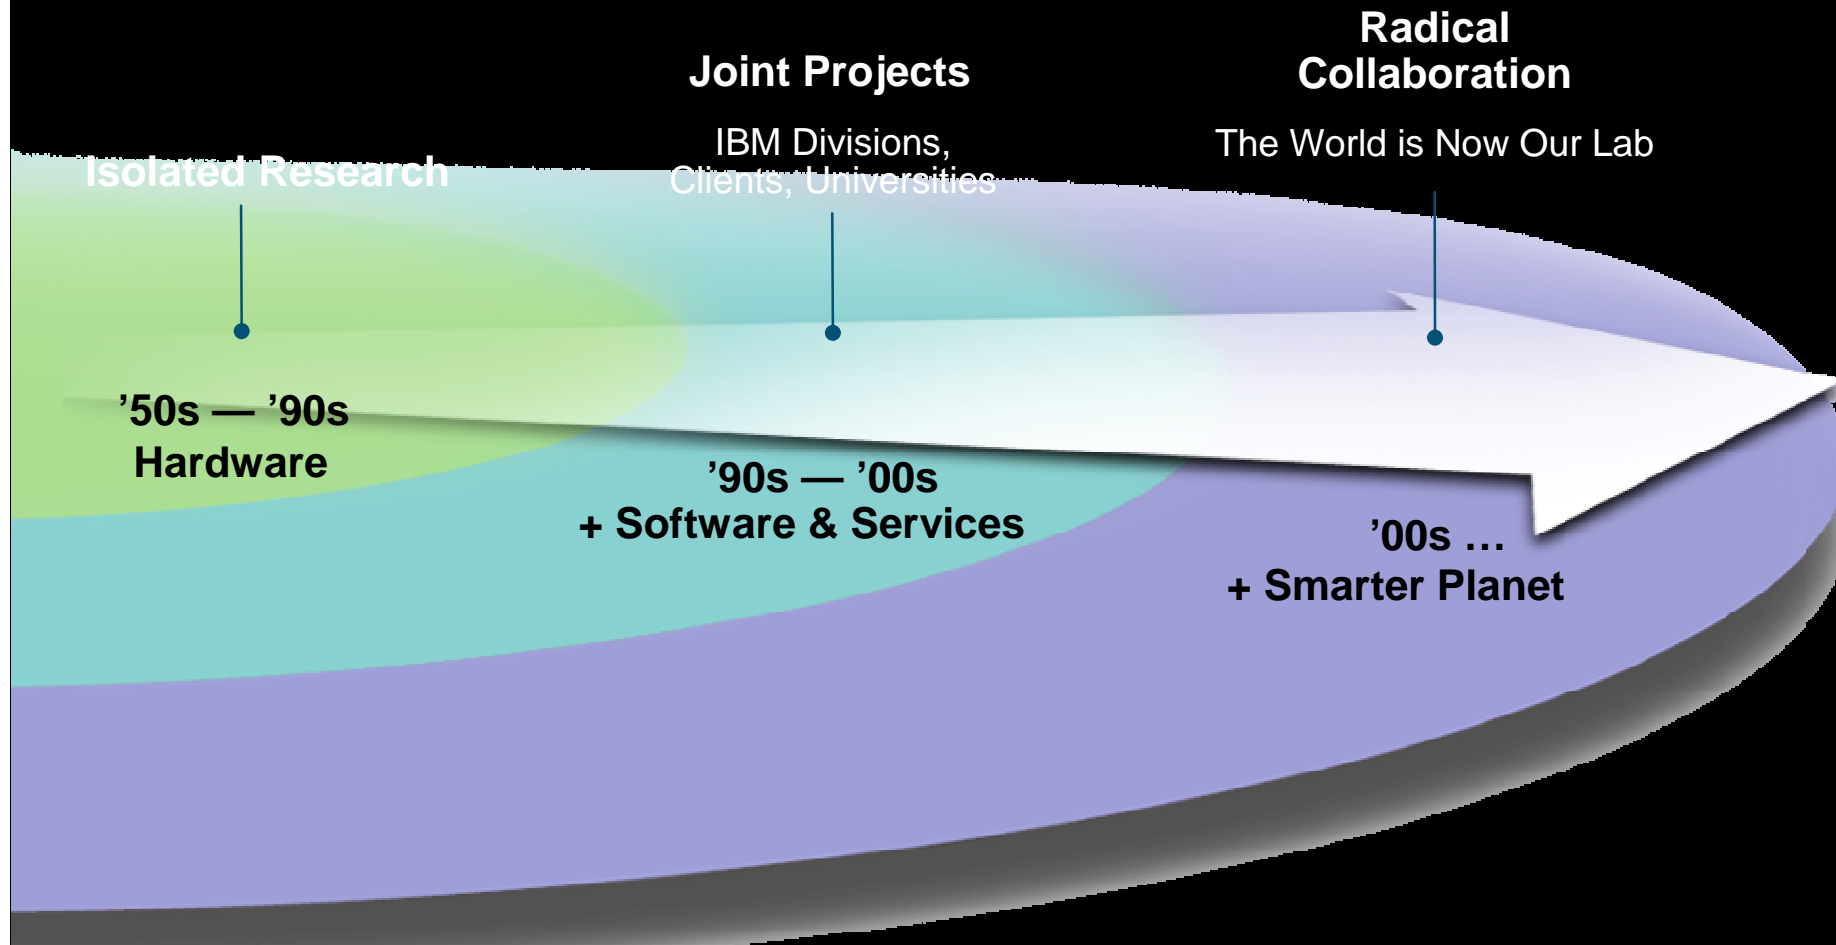 Isolated Research
’50s — ’90s
Hardware
Joint Projects
IBM Divisions,
Clients, Universities
’90s — ’00s
+ Software & Services
Radical
Collaboration
The World is Now Our Lab
’00s …
+ Smarter Planet